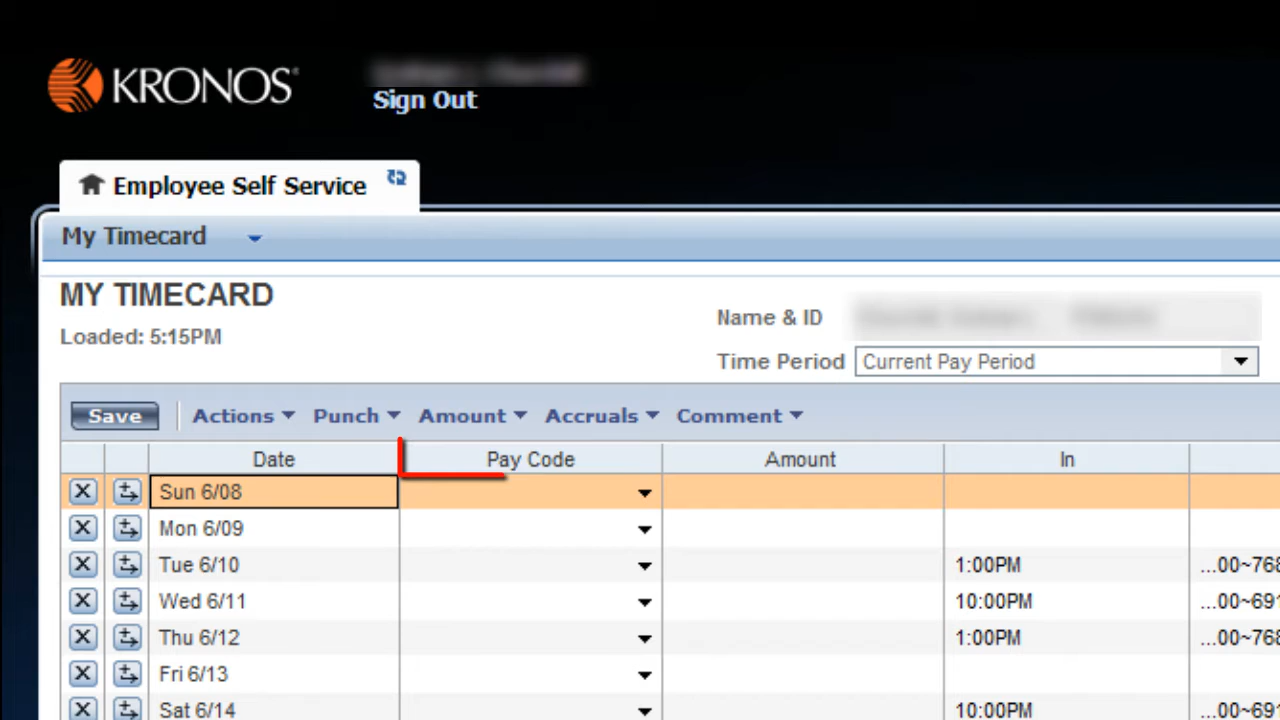 KRONOS
Sign Out
Employee Self Service
My Timecard
MY TIMECARD
Loaded: 5:15PM
Name & ID
Time Period Current Pay Period
Save Actions Punch Amount Accruals Comment
Date Pay Code Amount In
X Sun 6/08
X Mon 6/09
X Tue 6/10 1:00PM ...00~768
X Wed 6/11 10:00PM ...00~691
X Thu 6/12 1:00PM ...00~768
X Fri 6/13
X Sat 6/14 10:00PM ...00~691